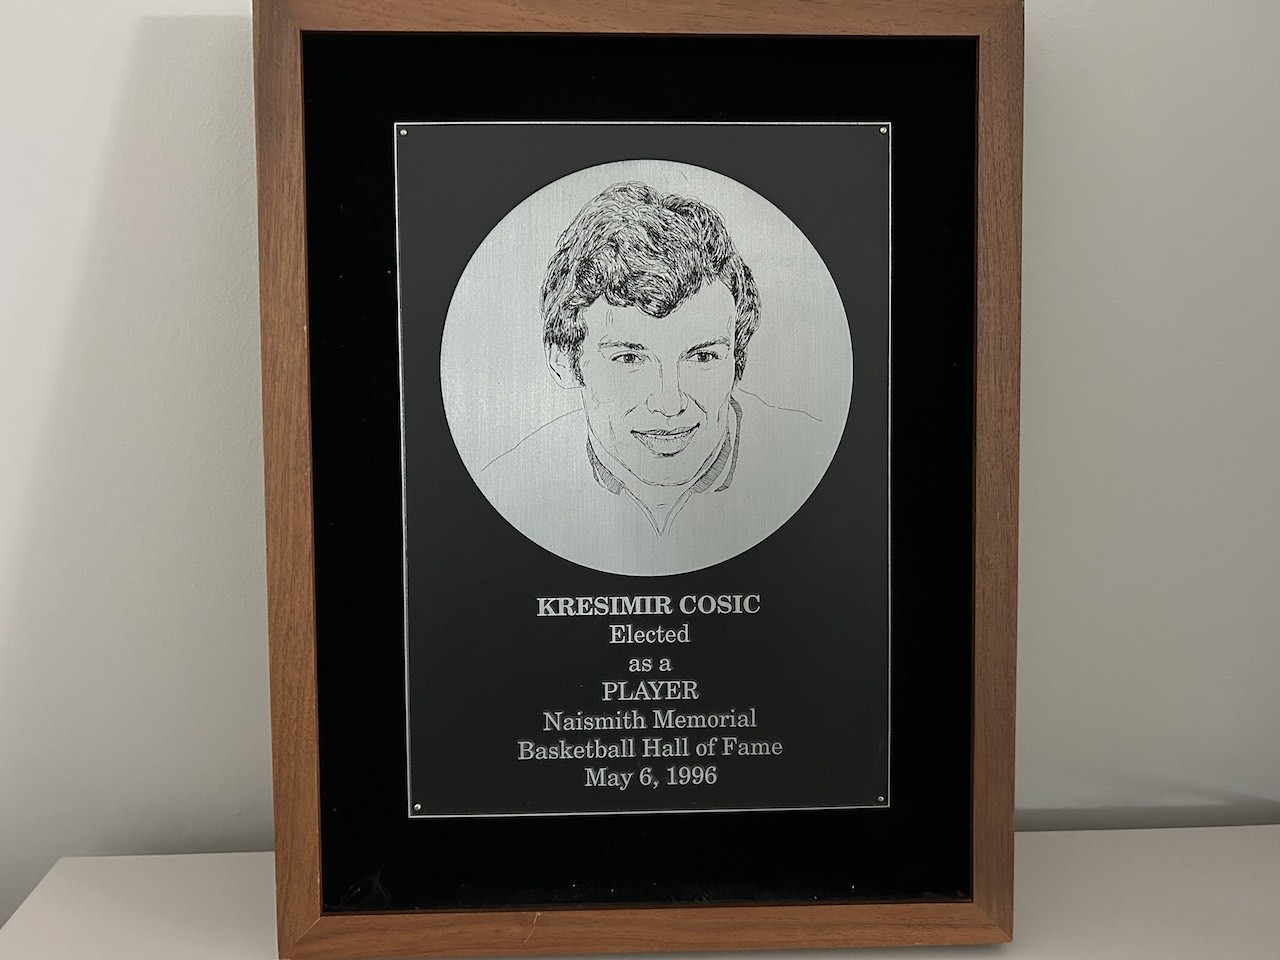 KRESIMIR COSIC
Elected
as a
PLAYER
Naismith Memorial
Basketball Hall of Fame
May 6, 1996